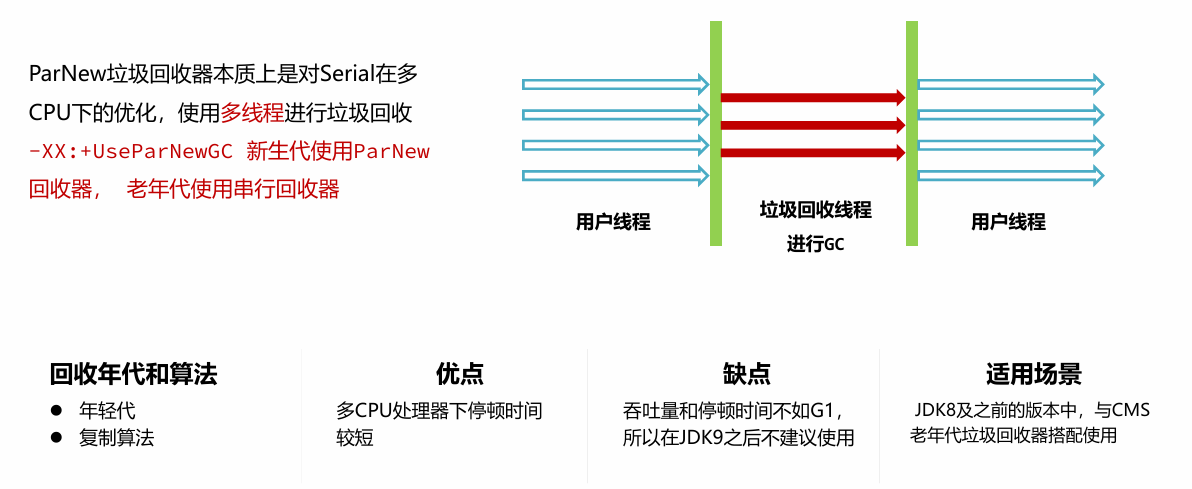 ParNew垃圾回收器本质上是对Serial在多
CPU下的优化，使用多线程进行垃圾回收
-XX:+UseParNewGC 新生代使用ParNew
回收器， 老年代使用串行回收器
用户线程
垃圾回收线程
进行GC
用户线程
回收年代和算法
● 年轻代
● 复制算法
优点
多CPU处理器下停顿时间
较短
缺点
吞吐量和停顿时间不如G1，
所以在JDK9之后不建议使用
适用场景
JDK8及之前的版本中，与CMS
老年代垃圾回收器搭配使用